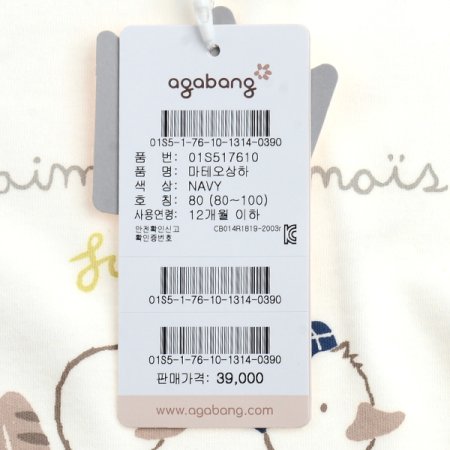 agabang
01S5-1-76-10-1314-0390
품 번: 01S517610
품 명: 마테오상하
색 상: NAVY
호 칭: 80 (80~100)
사용연령: 12개월 이하
안전확인신고
확인증번호 CB014R1819-2003
aim naïs
01S5-1-76-10-1314-0390
01S5-1-76-10-1314-0390
판매가격: 39,000
www.agabang.com